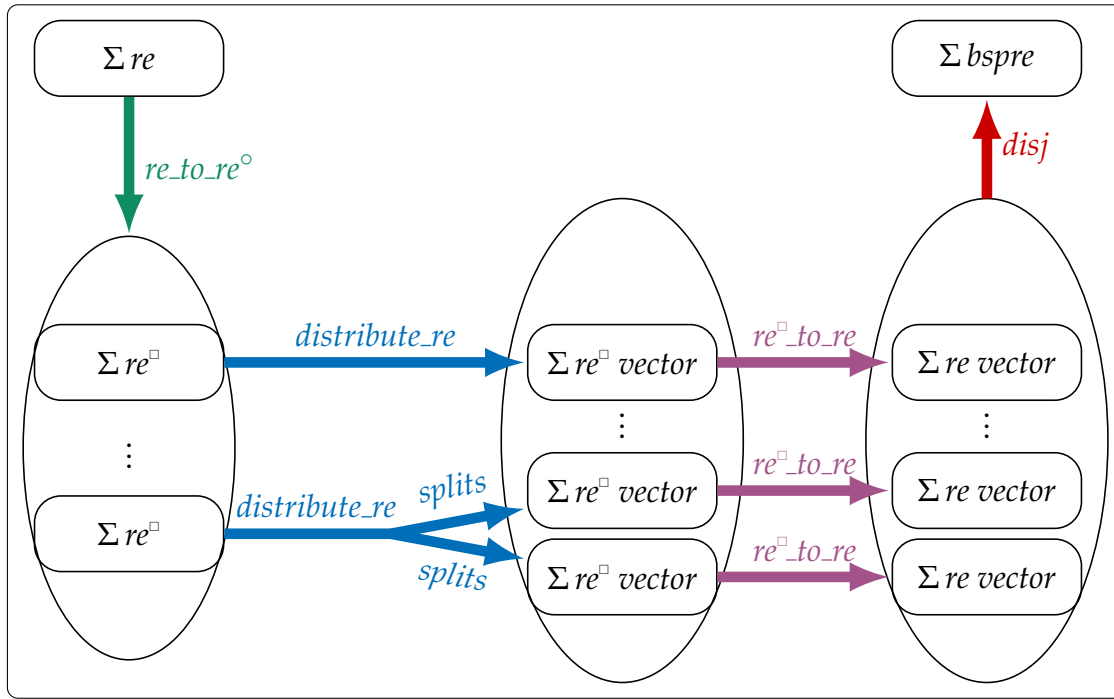 Σ re
Σ bspre
re_to_re○
disj
distribute_re
re□_to_re
Σ re□
Σ re□ vector
Σ re vector
⋮
⋮
⋮
re□_to_re
splits
distribute_re
Σ re□ vector
Σ re vector
Σ re□
re□_to_re
splits
Σ re□ vector
Σ re vector